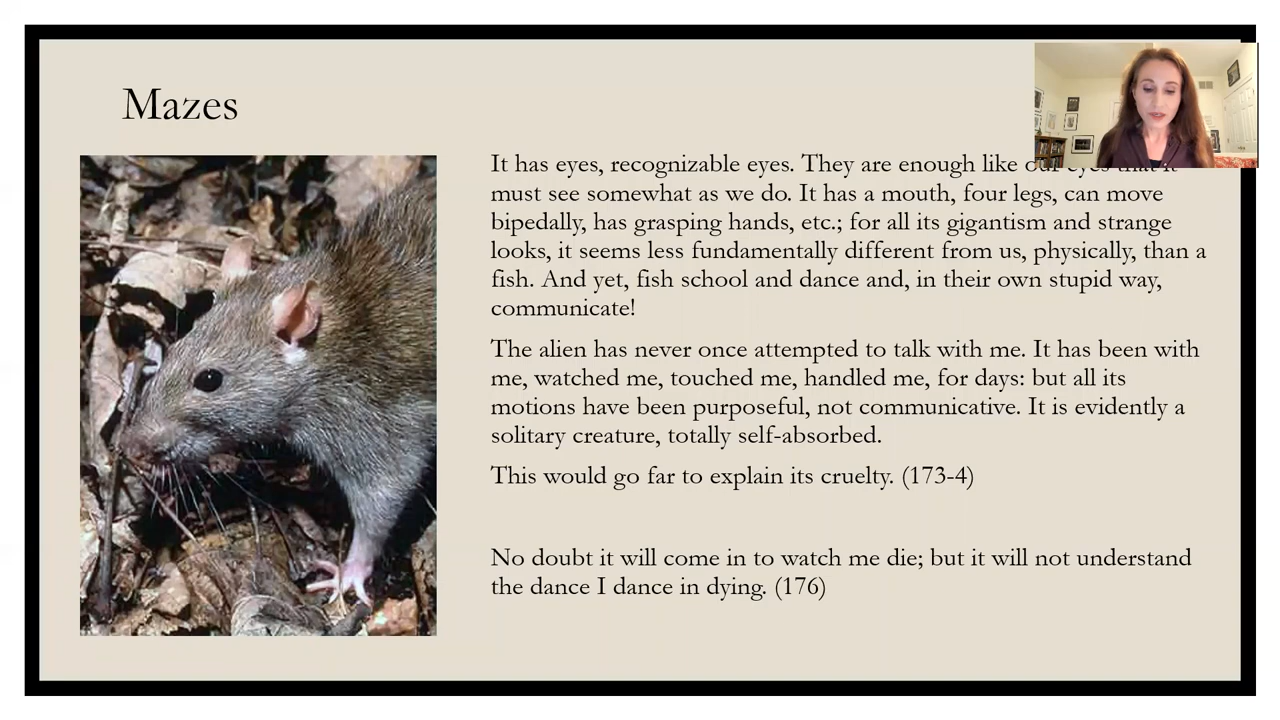 Mazes
It has eyes, recognizable eyes. They are enough like our eyes that it
must see somewhat as we do. It has a mouth, four legs, can move
bipedally, has grasping hands, etc.; for all its gigantism and strange
looks, it seems less fundamentally different from us, physically, than a
fish. And yet, fish school and dance and, in their own stupid way,
communicate!
The alien has never once attempted to talk with me. It has been with
me, watched me, touched me, handled me, for days: but all its
motions have been purposeful, not communicative. It is evidently a
solitary creature, totally self-absorbed.
This would go far to explain its cruelty. (173-4)
No doubt it will come in to watch me die; but it will not understand
the dance I dance in dying. (176)